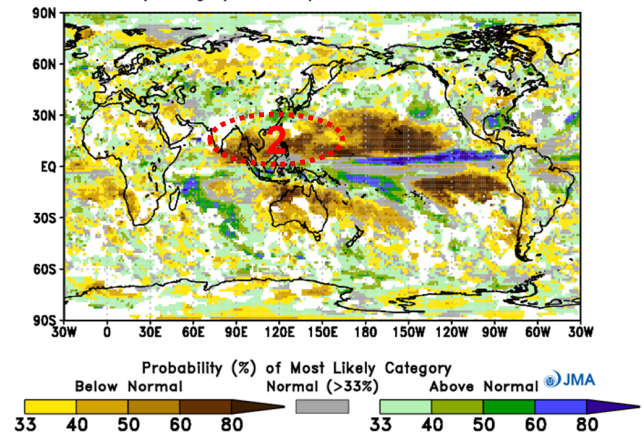 90N
60N
30N
2
EQ
30S
60S
90S
30W 0 30E 60E 90E 120E 150E 180 150W 120W 90W 60W 30W
Probability (%) of Most Likely Category
Below Normal Normal (>33%) Above Normal JMA
33 40 50 60 80 33 40 50 60 80